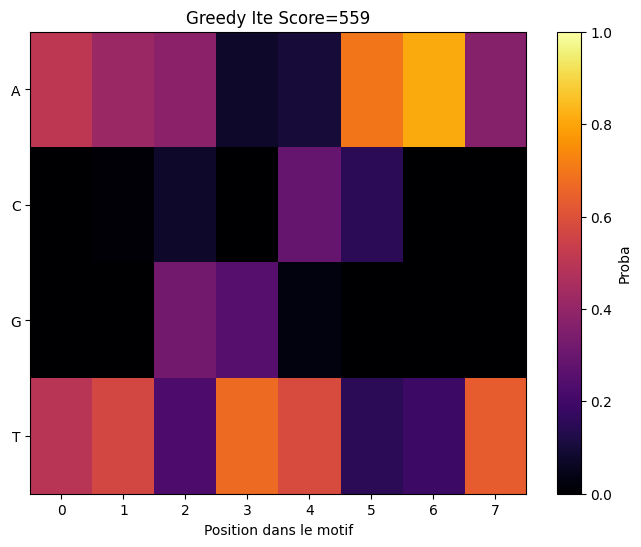 Greedy Ite Score=559
A
C
G
T
0 1 2 3 4 5 6 7
Position dans le motif
1.0
0.8
0.6
0.4
0.2
0.0
Proba